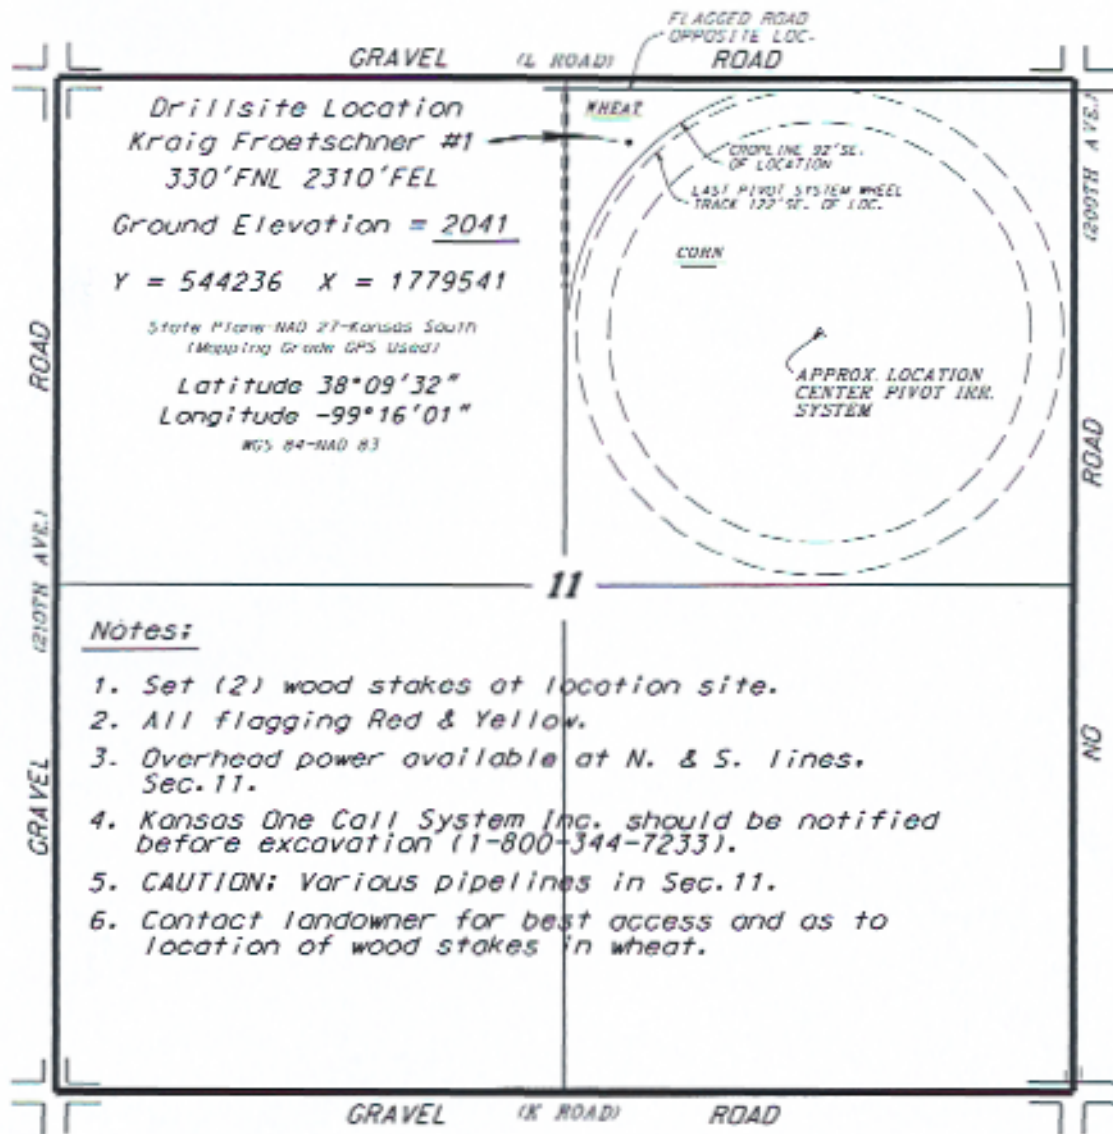 FLAGGED ROAD
OPPOSITE LOC.
GRAVEL (L ROAD) ROAD
Drillsite Location
Kraig Froetschner #1
330'FNL 2310'FEL
Ground Elevation = 2041
Y = 544236 X = 1779541
State Plane-NAD 27-Kansas South
(Mapping Grade GPS Used)
Latitude 38°09'32"
Longitude -99°16'01"
WGS 84-NAD 83
WHEAT
CROPLINE 92'SE.
OF LOCATION
LAST PIVOT SYSTEM WHEEL
TRACK 122'SE. OF LOC.
CORN
APPROX. LOCATION
CENTER PIVOT IRR.
SYSTEM
(200TH AVE.)
ROAD
NO
ROAD
(210TH AVE.)
GRAVEL
11
Notes:
1. Set (2) wood stakes at location site.
2. All flagging Red & Yellow.
3. Overhead power available at N. & S. lines.
Sec.11.
4. Kansas One Call System Inc. should be notified
before excavation (1-800-344-7233).
5. CAUTION: Various pipelines in Sec.11.
6. Contact landowner for best access and as to
location of wood stakes in wheat.
GRAVEL (K ROAD) ROAD